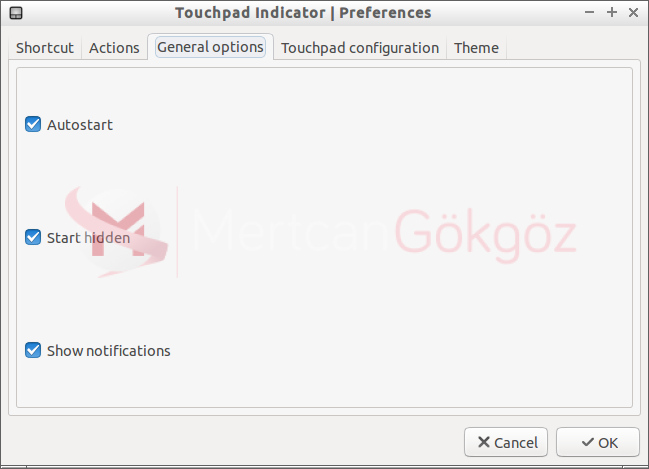 Touchpad Indicator | Preferences
Shortcut Actions General options Touchpad configuration Theme
Autostart
MertcanGökgöz
Start hidden
Show notifications
Cancel OK